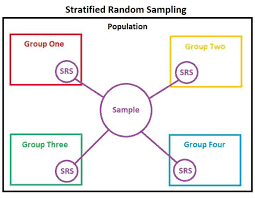 Stratified Random Sampling
Population
Group One
Group Two
SRS
SRS
Sample
Group Three
Group Four
SRS
SRS